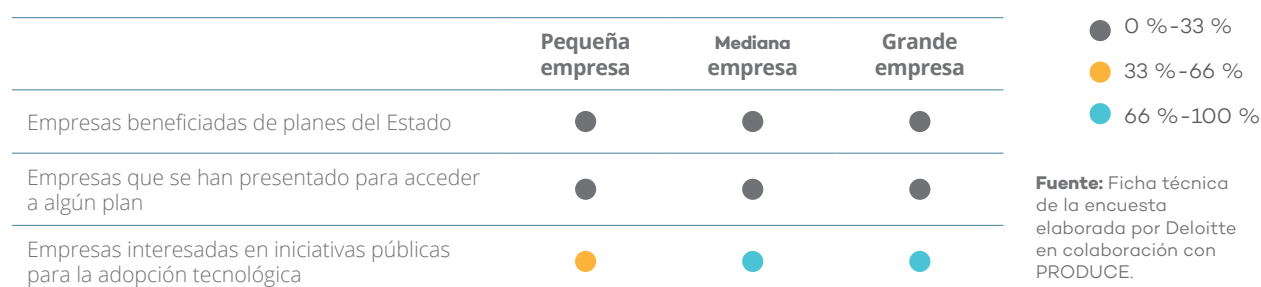 Pequeña empresa
Mediana empresa
Grande empresa
Empresas beneficiadas de planes del Estado
Empresas que se han presentado para acceder
a algún plan
Empresas interesadas en iniciativas públicas
para la adopción tecnológica
0 %-33 %
33 %-66 %
66 %-100 %
Fuente: Ficha técnica
de la encuesta
elaborada por Deloitte
en colaboración con
PRODUCE.